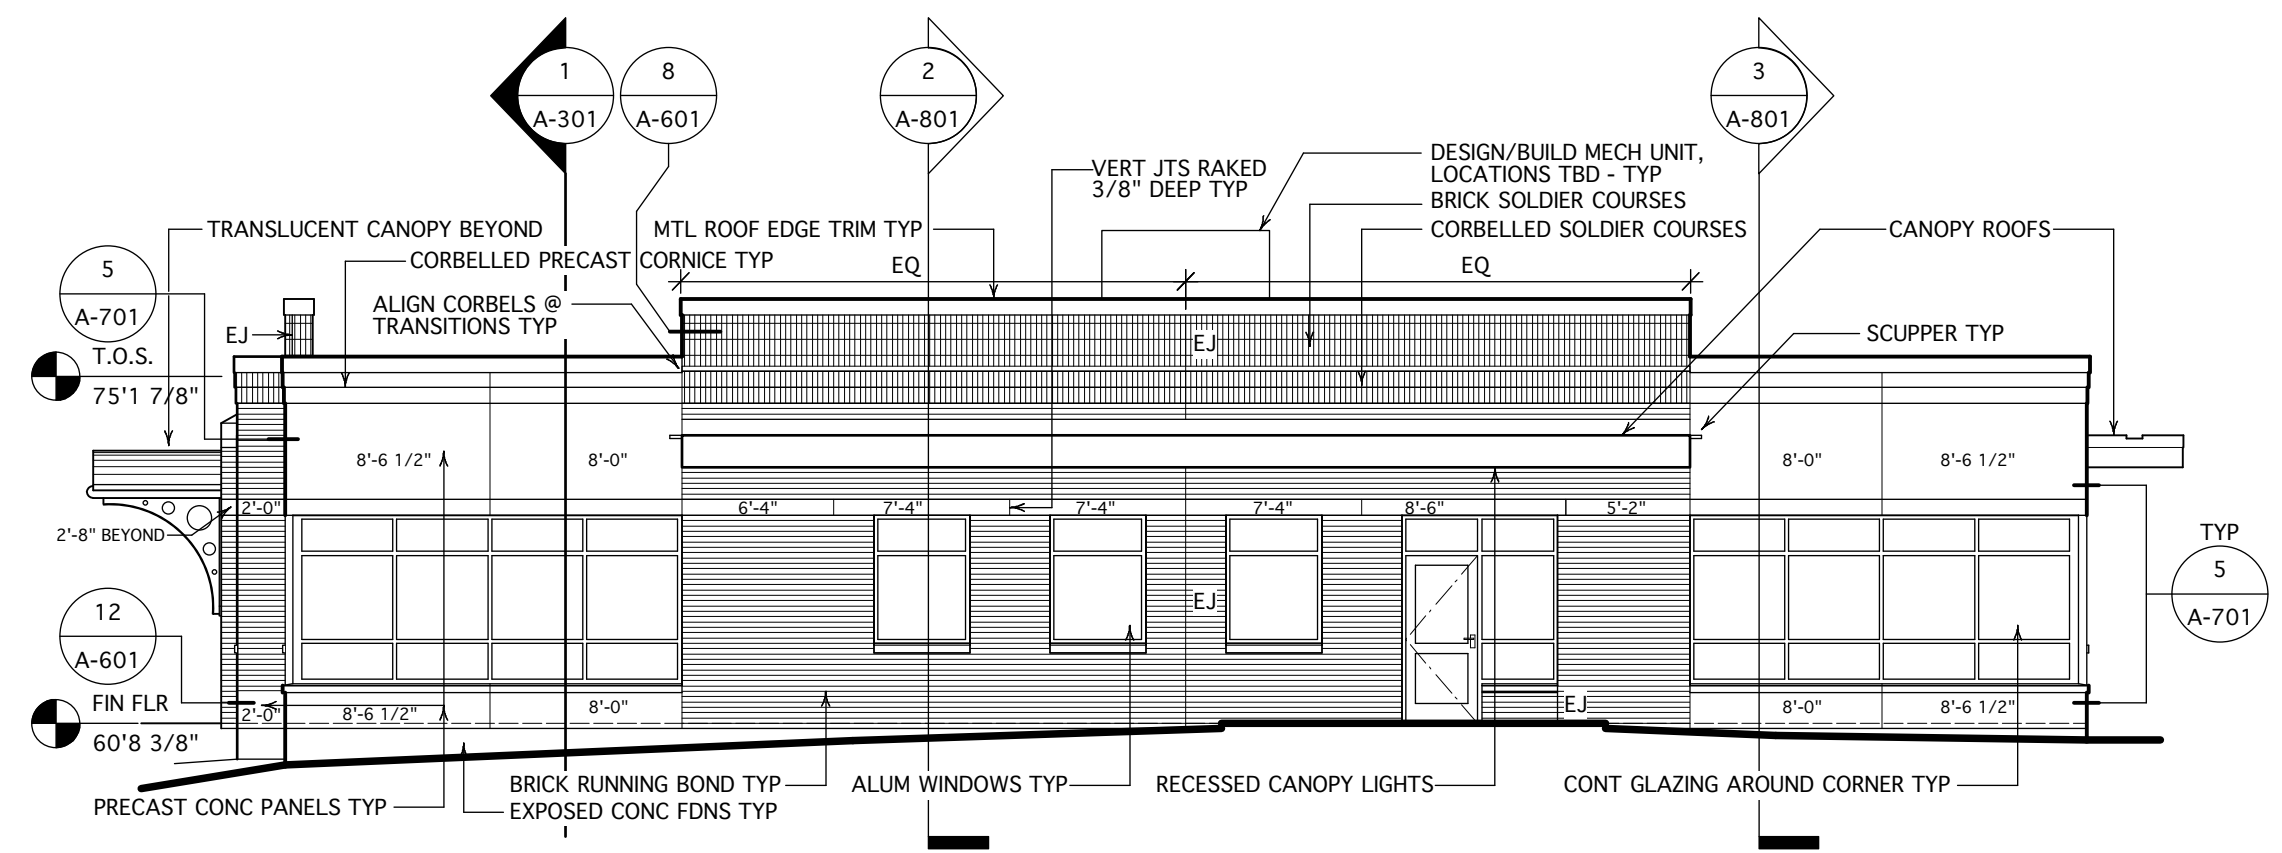 1
A-301
8
A-601
2
A-801
3
A-801
VERT JTS RAKED
3/8" DEEP TYP
DESIGN/BUILD MECH UNIT,
LOCATIONS TBD - TYP
BRICK SOLDIER COURSES
CORBELLED SOLDIER COURSES
TRANSLUCENT CANOPY BEYOND
MTL ROOF EDGE TRIM TYP
CANOPY ROOFS
CORBELLED PRECAST CORNICE TYP
EQ
EQ
5
A-701
ALIGN CORBELS @
TRANSITIONS TYP
EJ
EJ
SCUPPER TYP
T.O.S.
75'1 7/8"
8'-6 1/2"
8'-0"
8'-0"
8'-6 1/2"
2'-0"
6'-4"
7'-4"
7'-4"
7'-4"
8'-6"
5'-2"
2'-8" BEYOND
TYP
5
A-701
EJ
12
A-601
FIN FLR
60'8 3/8"
2'-0"
8'-6 1/2"
8'-0"
EJ
8'-0"
8'-6 1/2"
BRICK RUNNING BOND TYP
ALUM WINDOWS TYP
RECESSED CANOPY LIGHTS
CONT GLAZING AROUND CORNER TYP
PRECAST CONC PANELS TYP
EXPOSED CONC FDNS TYP